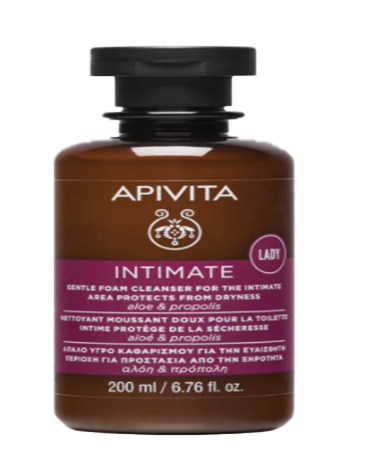 APIVITA
LADY
INTIMATE
GENTLE FOAM CLEANSER FOR THE INTIMATE
AREA PROTECTS FROM DRYNESS
aloe & propolis
NETTOYANT MOUSSANT DOUX POUR LA TOILETTE
INTIME PROTÈGE DE LA SÉCHERESSE
aloé & propolis
ΑΠΑΛΟ ΥΓΡΟ ΚΑΘΑΡΙΣΜΟΥ ΓΙΑ ΤΗΝ ΕΥΑΙΣΘΗΤΗ
ΠΕΡΙΟΧΗ ΓΙΑ ΠΡΟΣΤΑΣΙΑ ΑΠΟ ΤΗΝ ΞΗΡΟΤΗΤΑ
αλόη & πρόπολη
200 ml / 6.76 fl. oz.